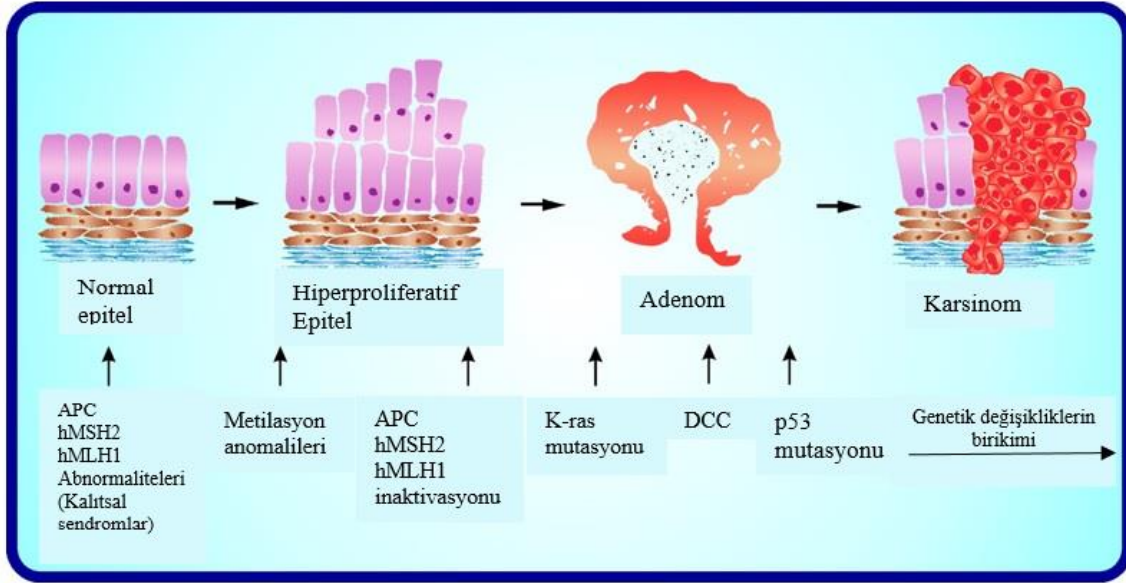 Normal
epitel
Hiperproliferatif
Epitel
Adenom
Karsinom
APC
hMSH2
hMLH1
Abnormaliteleri
(Kalıtsal
sendromlar)
Metilasyon
anomalileri
APC
hMSH2
hMLH1
inaktivasyonu
K-ras
mutasyonu
DCC
p53
mutasyonu
Genetik değişikliklerin
birikimi